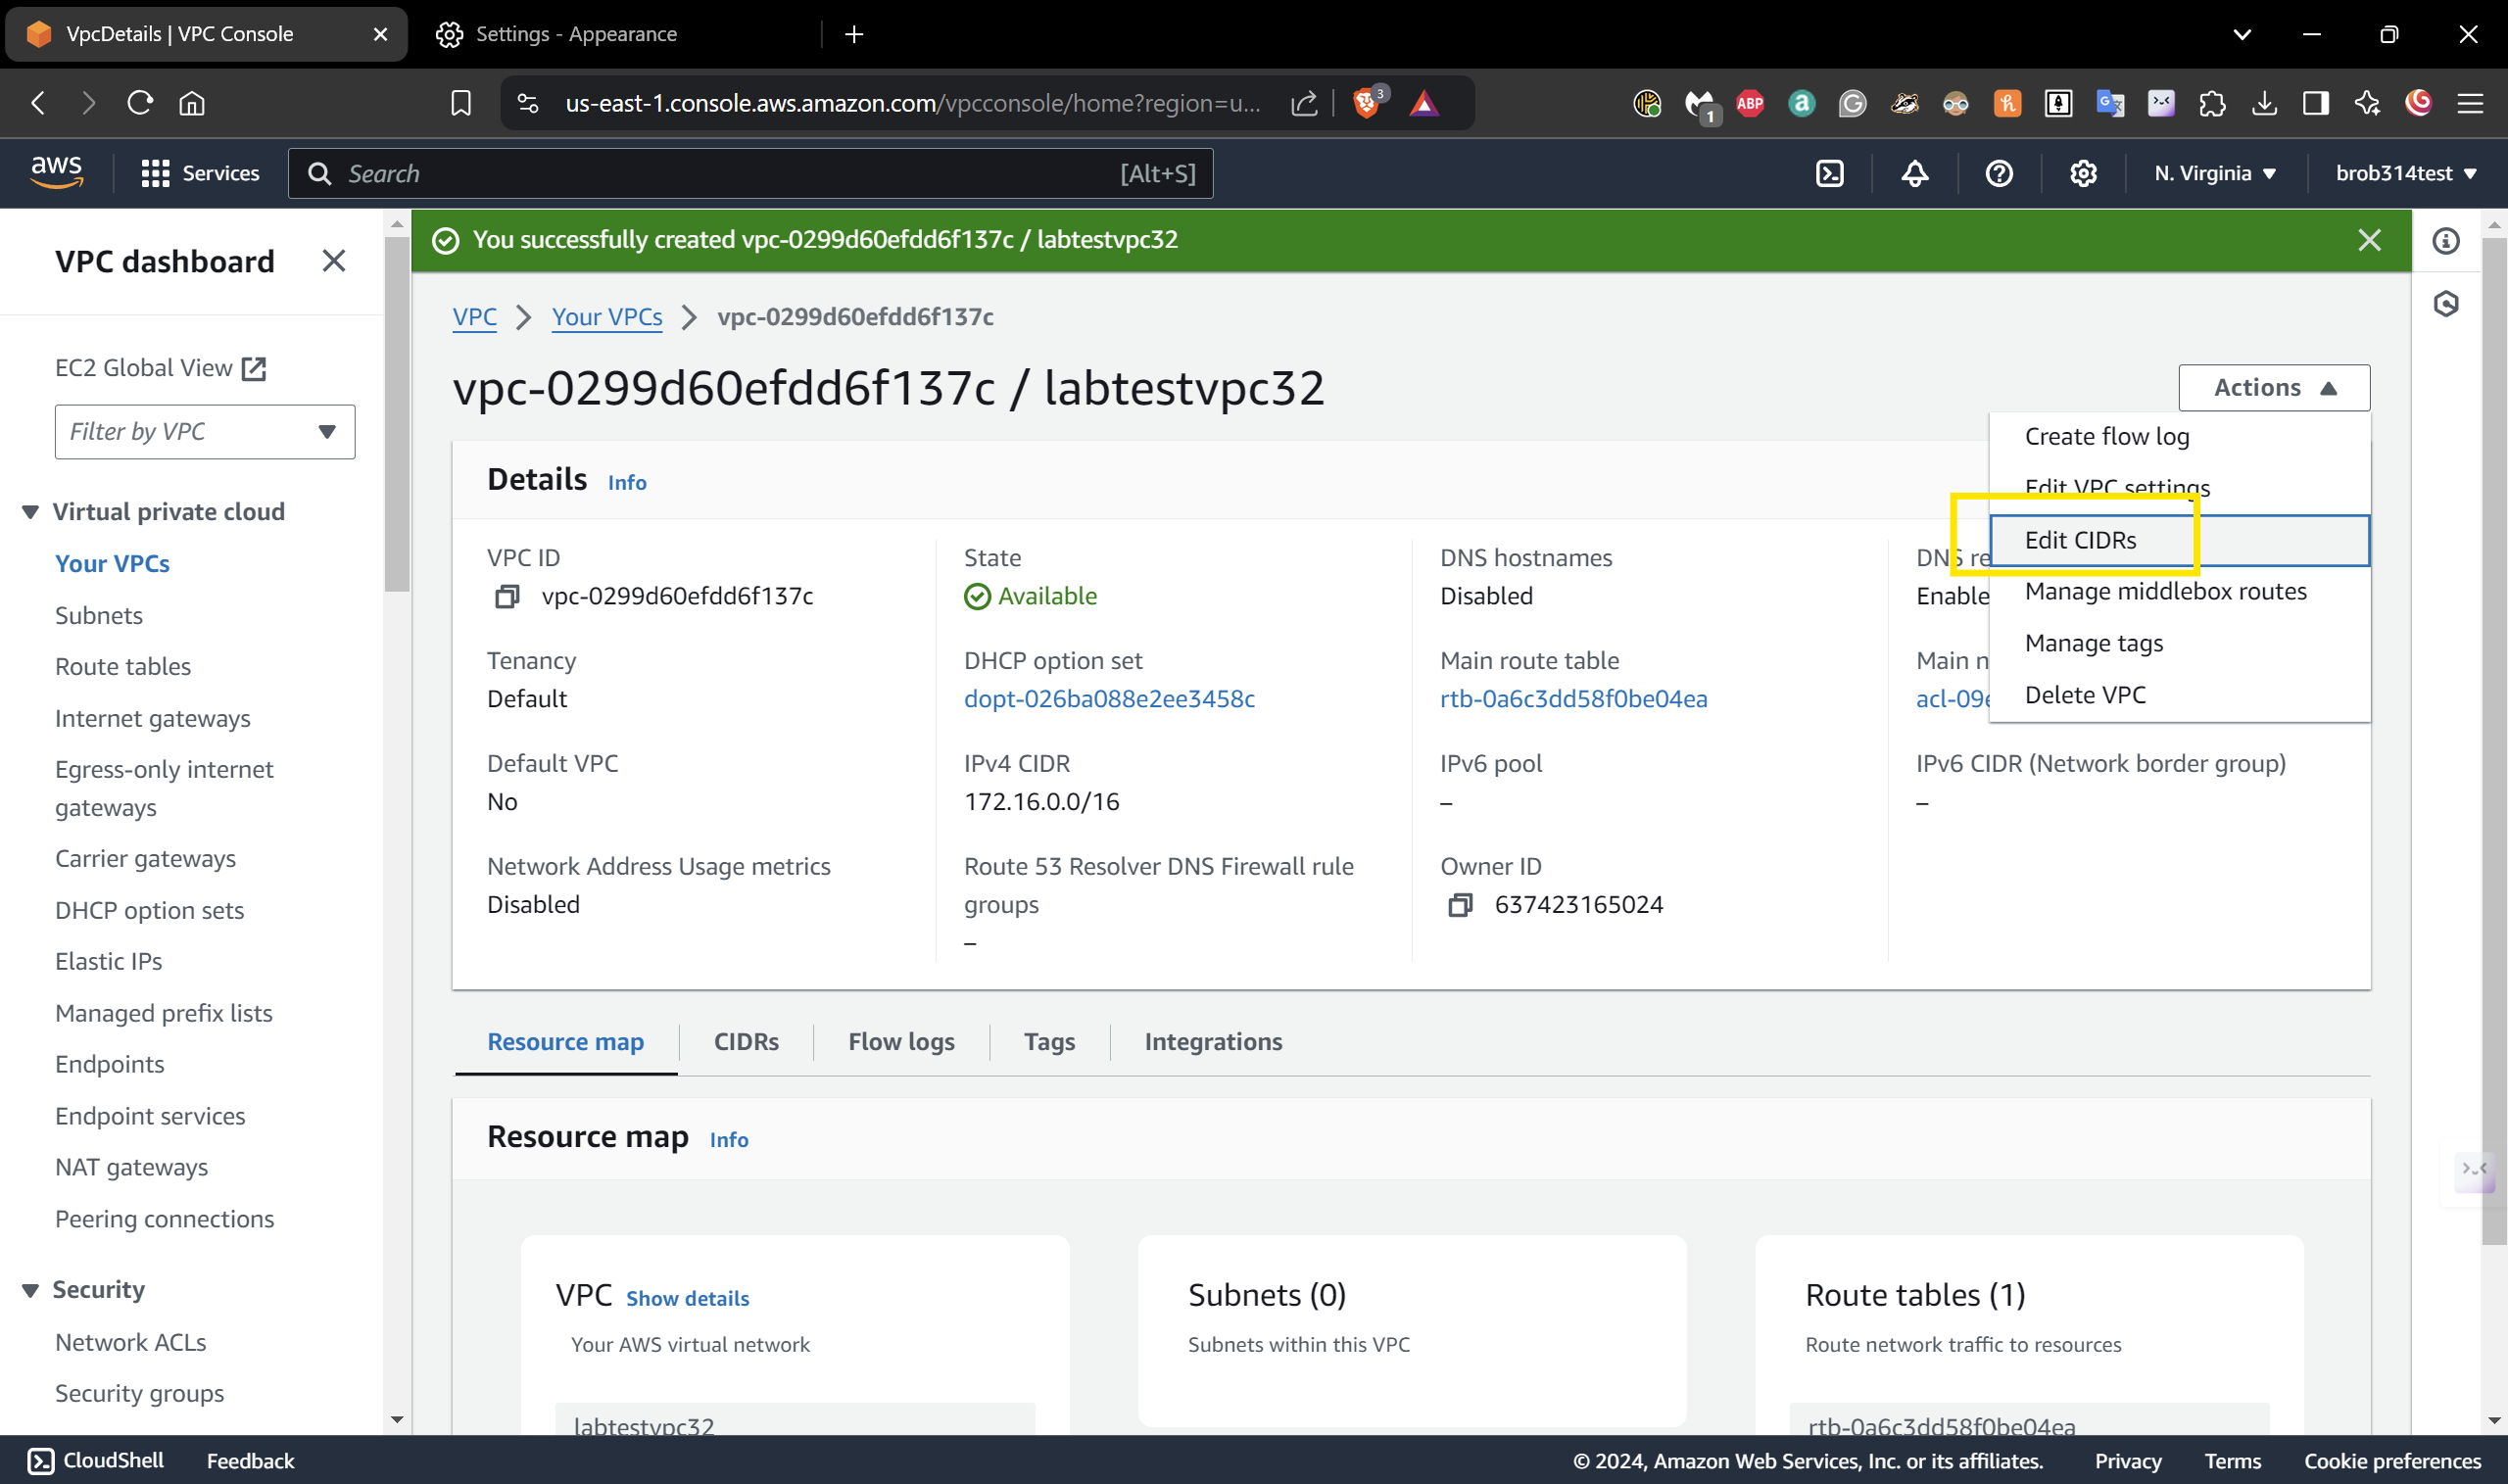 VpcDetails | VPC Console
Settings - Appearance
us-east-1.console.aws.amazon.com/vpcconsole/home?region=u...
3
1
ABP
aws
Services
Search
[Alt+S]
N. Virginia
brob314test
VPC dashboard
EC2 Global View
Filter by VPC
Virtual private cloud
Your VPCs
Subnets
Route tables
Internet gateways
Egress-only internet
gateways
Carrier gateways
DHCP option sets
Elastic IPs
Managed prefix lists
Endpoints
Endpoint services
NAT gateways
Peering connections
Security
Network ACLs
Security groups
You successfully created vpc-0299d60efdd6f137c / labtestvpc32
VPC
Your VPCs
vpc-0299d60efdd6f137c
vpc-0299d60efdd6f137c / labtestvpc32
Actions
Create flow log
Edit VPC settings
Edit CIDRs
Manage middlebox routes
Manage tags
Delete VPC
Details Info
VPC ID
vpc-0299d60efdd6f137c
State
Available
DNS hostnames
Disabled
DNS re
Enable
Tenancy
Default
DHCP option set
dopt-026ba088e2ee3458c
Main route table
rtb-0a6c3dd58f0be04ea
Main n
acl-09
Default VPC
No
IPv4 CIDR
172.16.0.0/16
IPv6 pool
–
IPv6 CIDR (Network border group)
–
Network Address Usage metrics
Disabled
Route 53 Resolver DNS Firewall rule
groups
–
Owner ID
637423165024
Resource map
CIDRs
Flow logs
Tags
Integrations
Resource map Info
VPC Show details
Your AWS virtual network
labtestvpc32
Subnets (0)
Subnets within this VPC
Route tables (1)
Route network traffic to resources
rtb-0a6c3dd58f0be04ea
CloudShell
Feedback
© 2024, Amazon Web Services, Inc. or its affiliates.
Privacy
Terms
Cookie preferences